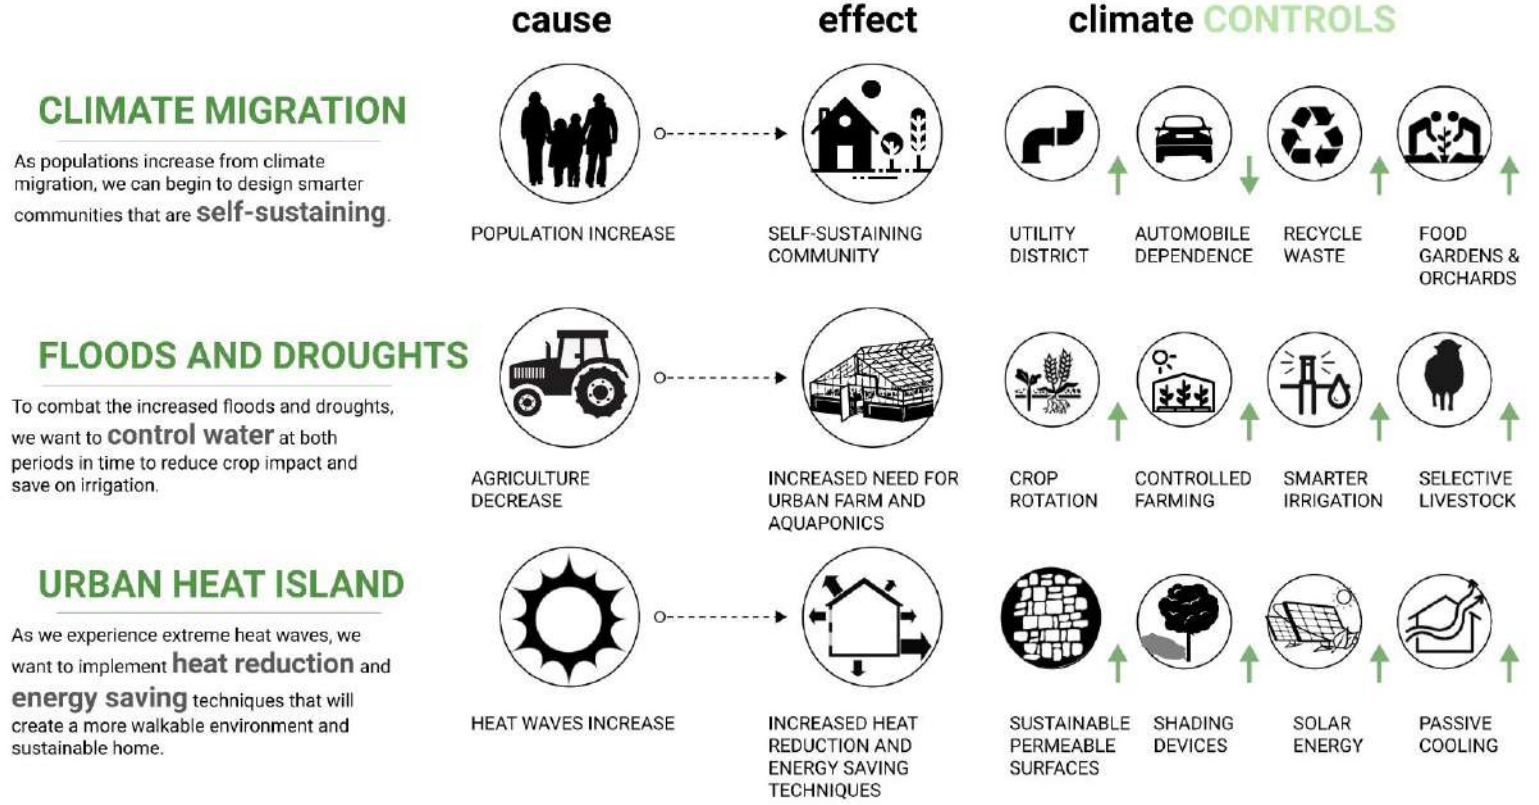 cause
effect
climate CONTROLS
CLIMATE MIGRATION
As populations increase from climate
migration, we can begin to design smarter
communities that are self-sustaining.
POPULATION INCREASE
SELF-SUSTAINING
COMMUNITY
UTILITY
DISTRICT
AUTOMOBILE
DEPENDENCE
RECYCLE
WASTE
FOOD
GARDENS &
ORCHARDS
FLOODS AND DROUGHTS
To combat the increased floods and droughts,
we want to control water at both
periods in time to reduce crop impact and
save on irrigation.
AGRICULTURE
DECREASE
INCREASED NEED FOR
URBAN FARM AND
AQUAPONICS
CROP
ROTATION
CONTROLLED
FARMING
SMARTER
IRRIGATION
SELECTIVE
LIVESTOCK
URBAN HEAT ISLAND
As we experience extreme heat waves, we
want to implement heat reduction and
energy saving techniques that will
create a more walkable environment and
sustainable home.
HEAT WAVES INCREASE
INCREASED HEAT
REDUCTION AND
ENERGY SAVING
TECHNIQUES
SUSTAINABLE
PERMEABLE
SURFACES
SHADING
DEVICES
SOLAR
ENERGY
PASSIVE
COOLING